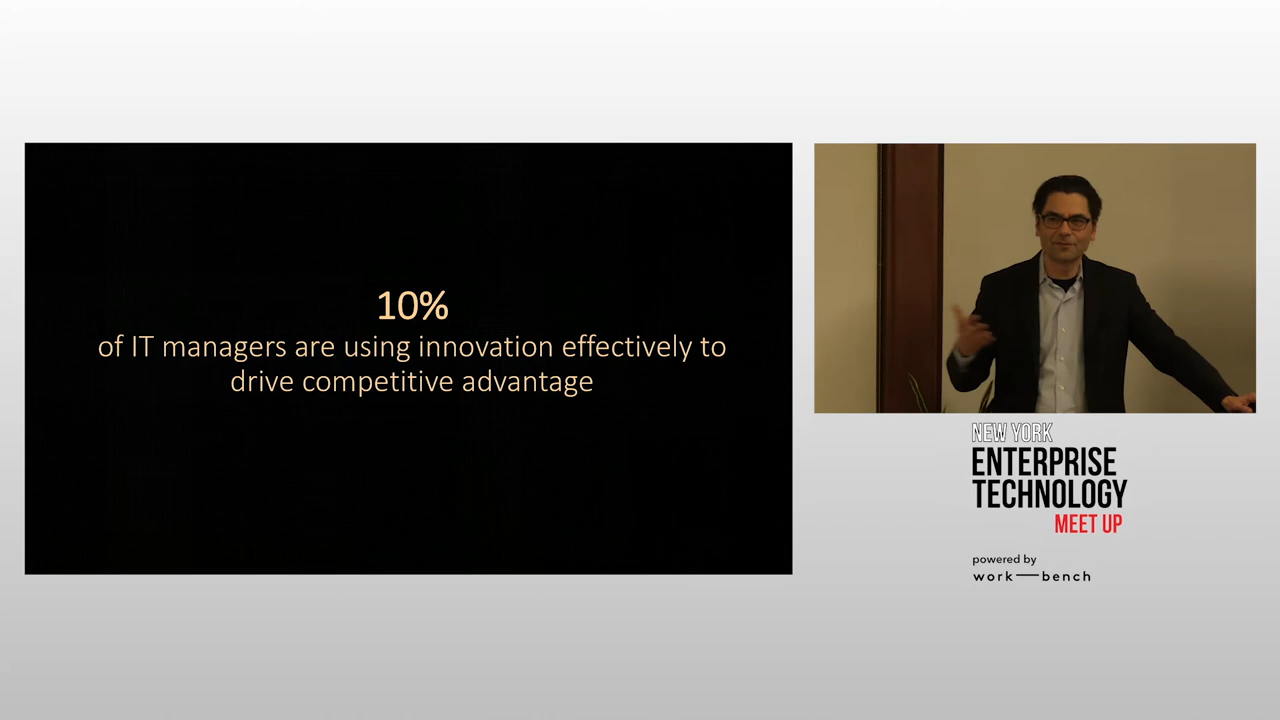 10%
of IT managers are using innovation effectively to
drive competitive advantage
NEW YORK
ENTERPRISE
TECHNOLOGY
MEET UP
powered by
work—bench